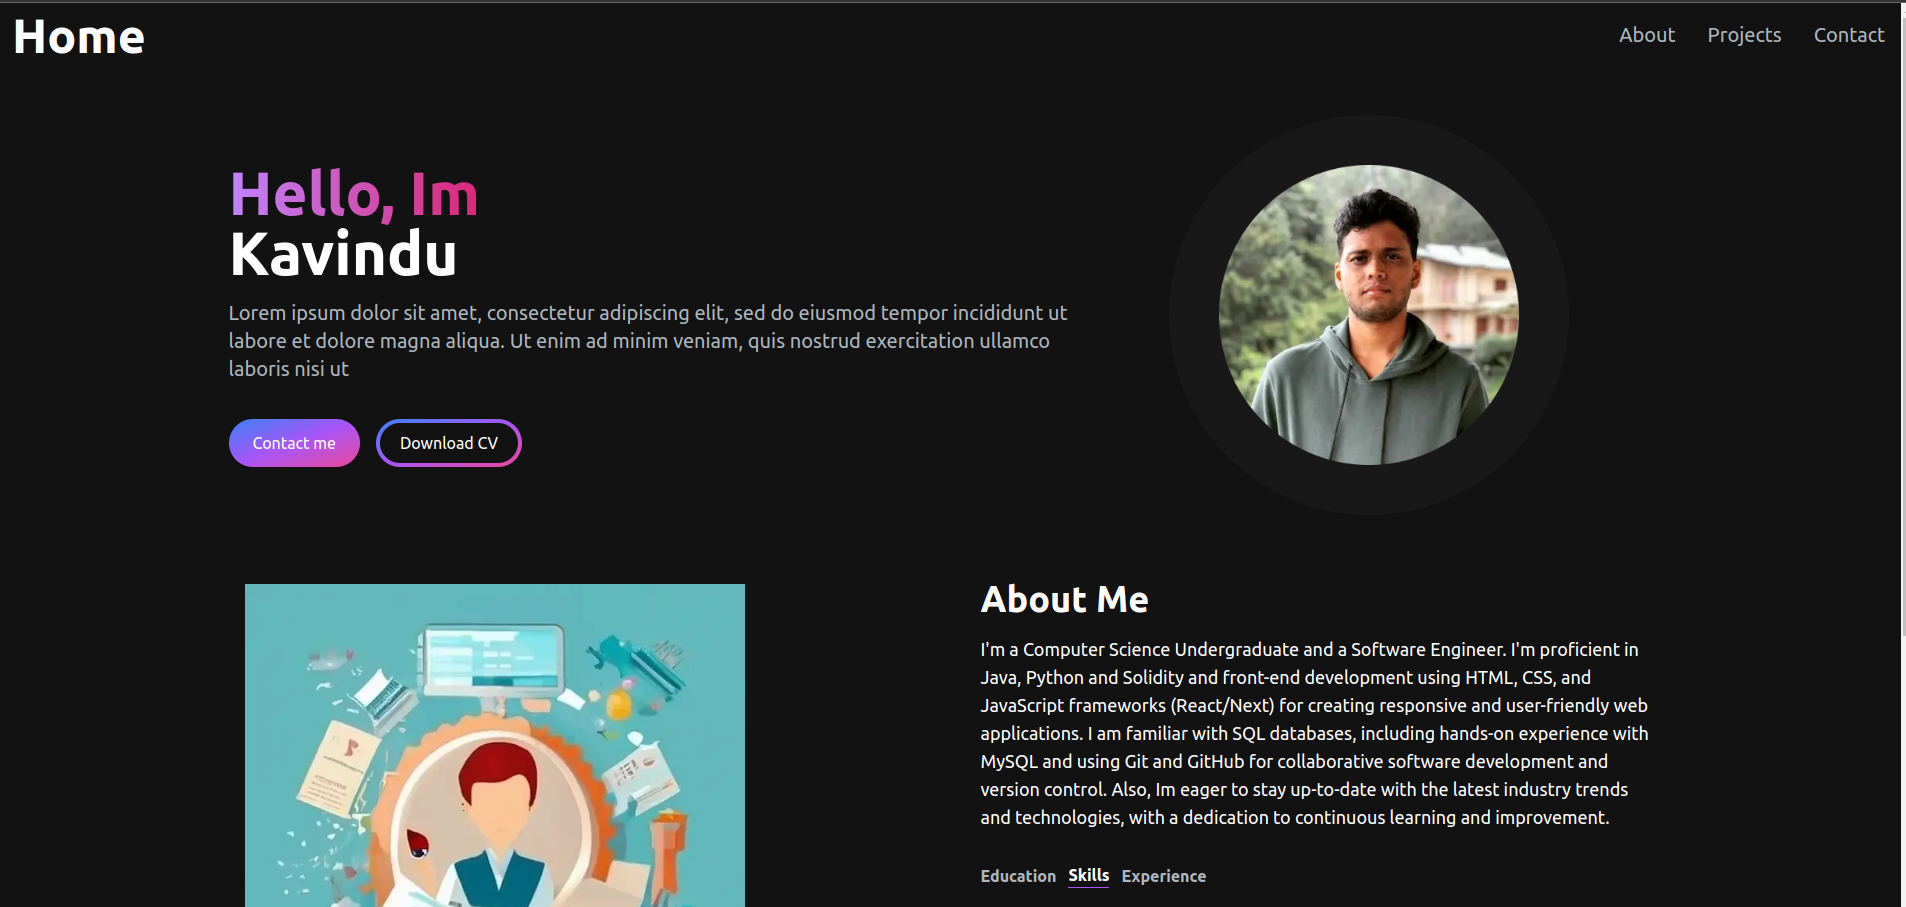 Home
About Projects Contact
Hello, Im
Kavindu
Lorem ipsum dolor sit amet, consectetur adipiscing elit, sed do eiusmod tempor incididunt ut
labore et dolore magna aliqua. Ut enim ad minim veniam, quis nostrud exercitation ullamco
laboris nisi ut
Contact me
Download CV
About Me
I'm a Computer Science Undergraduate and a Software Engineer. I'm proficient in
Java, Python and Solidity and front-end development using HTML, CSS, and
JavaScript frameworks (React/Next) for creating responsive and user-friendly web
applications. I am familiar with SQL databases, including hands-on experience with
MySQL and using Git and GitHub for collaborative software development and
version control. Also, Im eager to stay up-to-date with the latest industry trends
and technologies, with a dedication to continuous learning and improvement.
Education Skills Experience